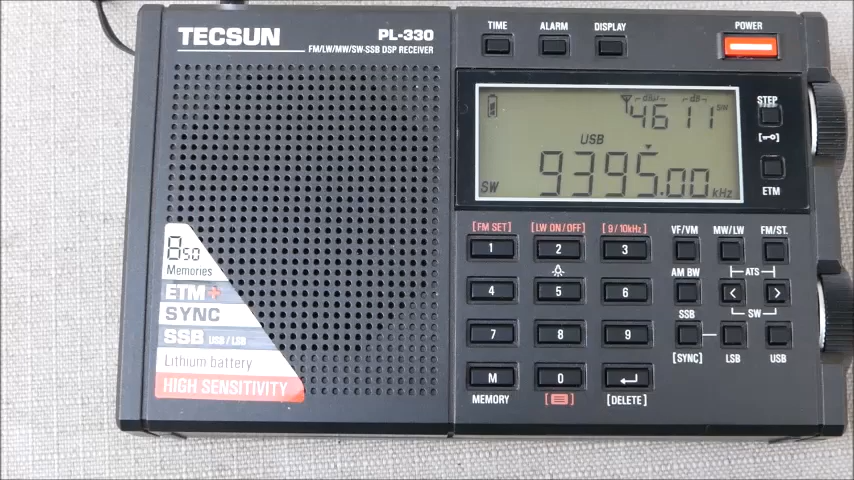 TECSUN PL-330
FM/LW/MW/SW-SSB DSP RECEIVER
TIME ALARM DISPLAY POWER
dBμ dB
4611 SW
USB
9395.00 kHz
SW
STEP
ETM
850
Memories
ETM+
SYNC
SSB USB / LSB
Lithium battery
HIGH SENSITIVITY
[FM SET] [LW ON/OFF] [9/10kHz] VF/VM MW/LW FM/ST.
1 2 3
AM BW ATS
4 5 6 < >
SSB SW
7 8 9
[SYNC] LSB USB
M 0
MEMORY [DELETE]